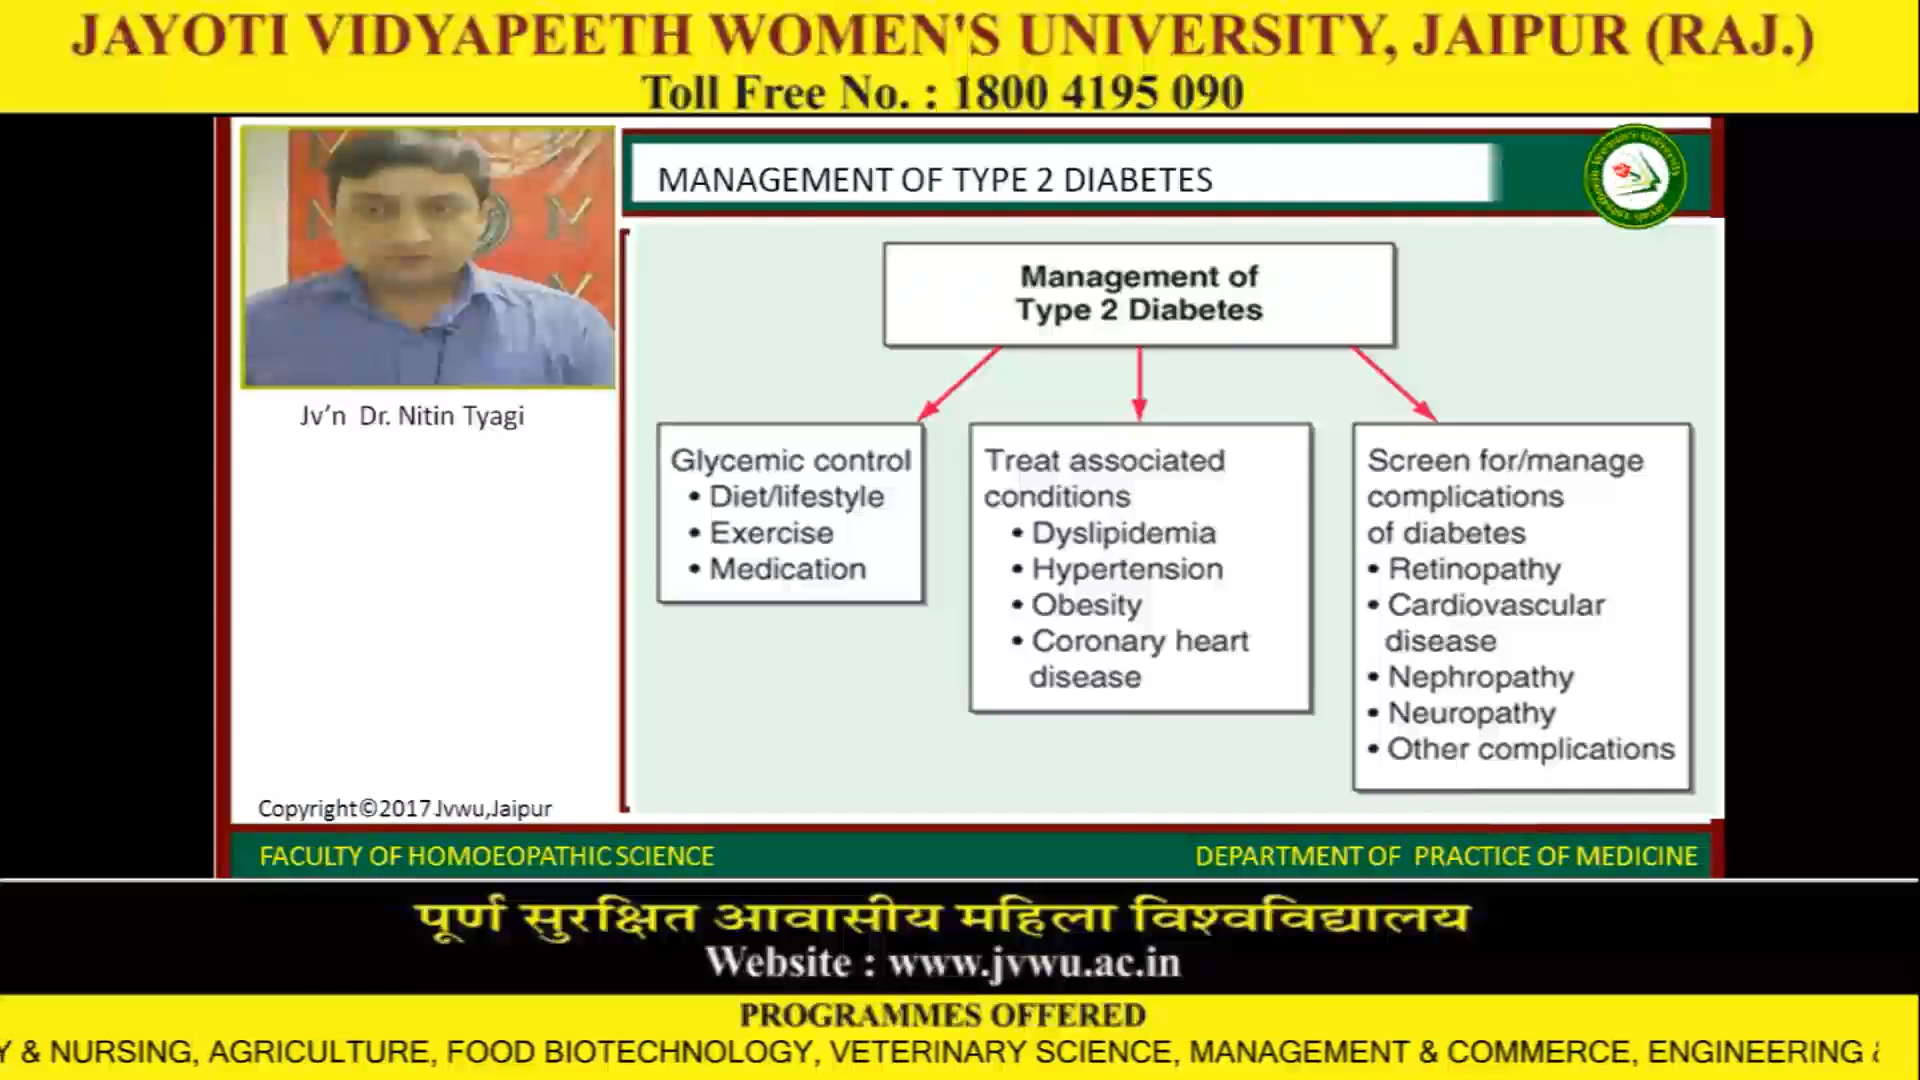 JAYOTI VIDYAPEETH WOMEN'S UNIVERSITY, JAIPUR (RAJ.)
Toll Free No. : 1800 4195 090
MANAGEMENT OF TYPE 2 DIABETES
Jv'n Dr. Nitin Tyagi
Copyright©2017 Jvwu,Jaipur
Management of
Type 2 Diabetes
Glycemic control
• Diet/lifestyle
• Exercise
• Medication
Treat associated
conditions
• Dyslipidemia
• Hypertension
• Obesity
• Coronary heart
disease
Screen for/manage
complications
of diabetes
• Retinopathy
• Cardiovascular
disease
• Nephropathy
• Neuropathy
• Other complications
FACULTY OF HOMOEOPATHIC SCIENCE
DEPARTMENT OF PRACTICE OF MEDICINE
पूर्ण सुरक्षित आवासीय महिला विश्वविद्यालय
Website : www.jvwu.ac.in
PROGRAMMES OFFERED
Y & NURSING, AGRICULTURE, FOOD BIOTECHNOLOGY, VETERINARY SCIENCE, MANAGEMENT & COMMERCE, ENGINEERING &